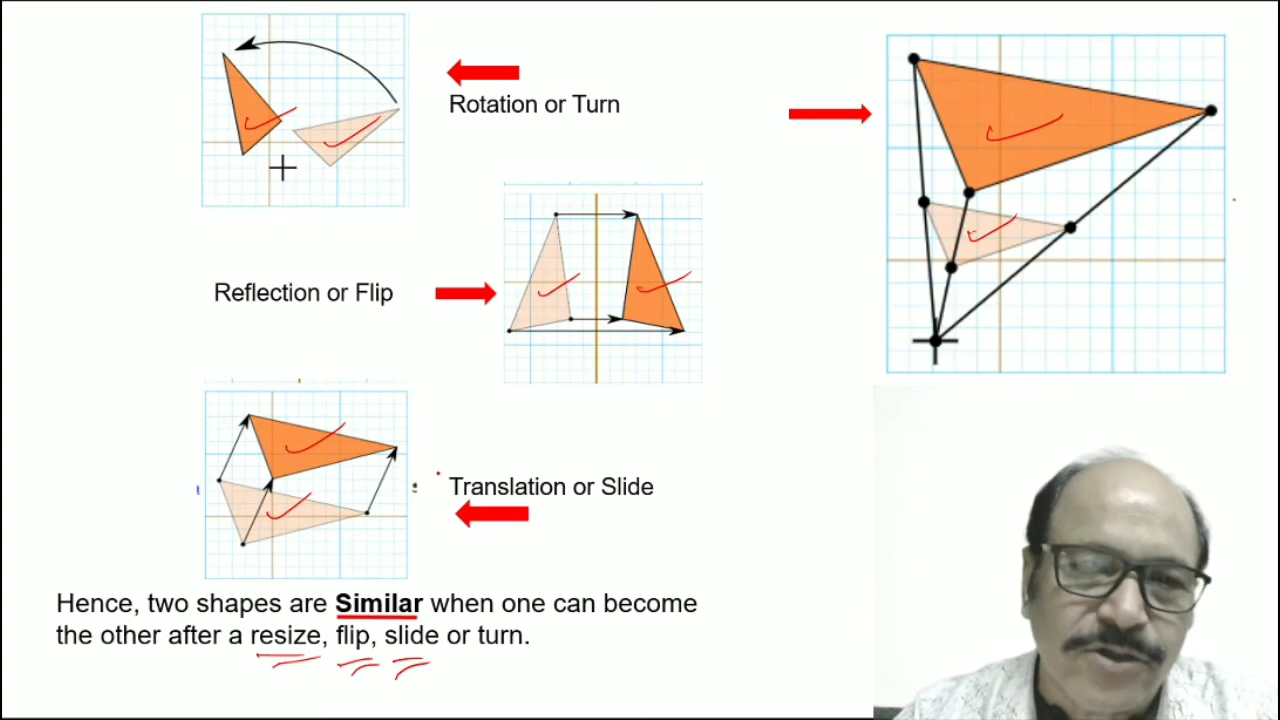 Rotation or Turn
Reflection or Flip
Translation or Slide
Hence, two shapes are Similar when one can become
the other after a resize, flip, slide or turn.